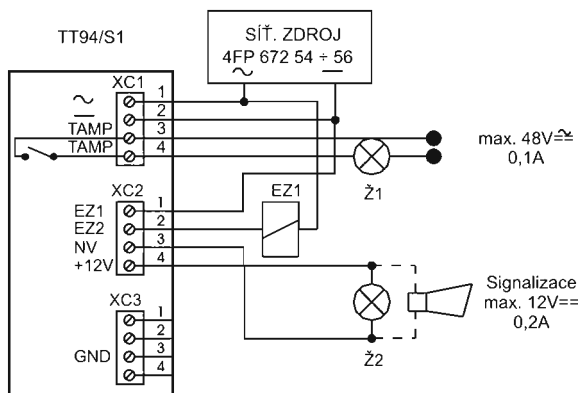 TT94/S1
SÍŤ. ZDROJ
4FP 672 54 ÷ 56
∼ —
XC1
∼ 1
— 2
TAMP 3
TAMP 4
max. 48V≂
0,1A
Ž1
XC2
EZ1 1
EZ2 2
NV 3
+12V 4
EZ1
Signalizace
max. 12V==
0,2A
Ž2
XC3
1
2
GND 3
4